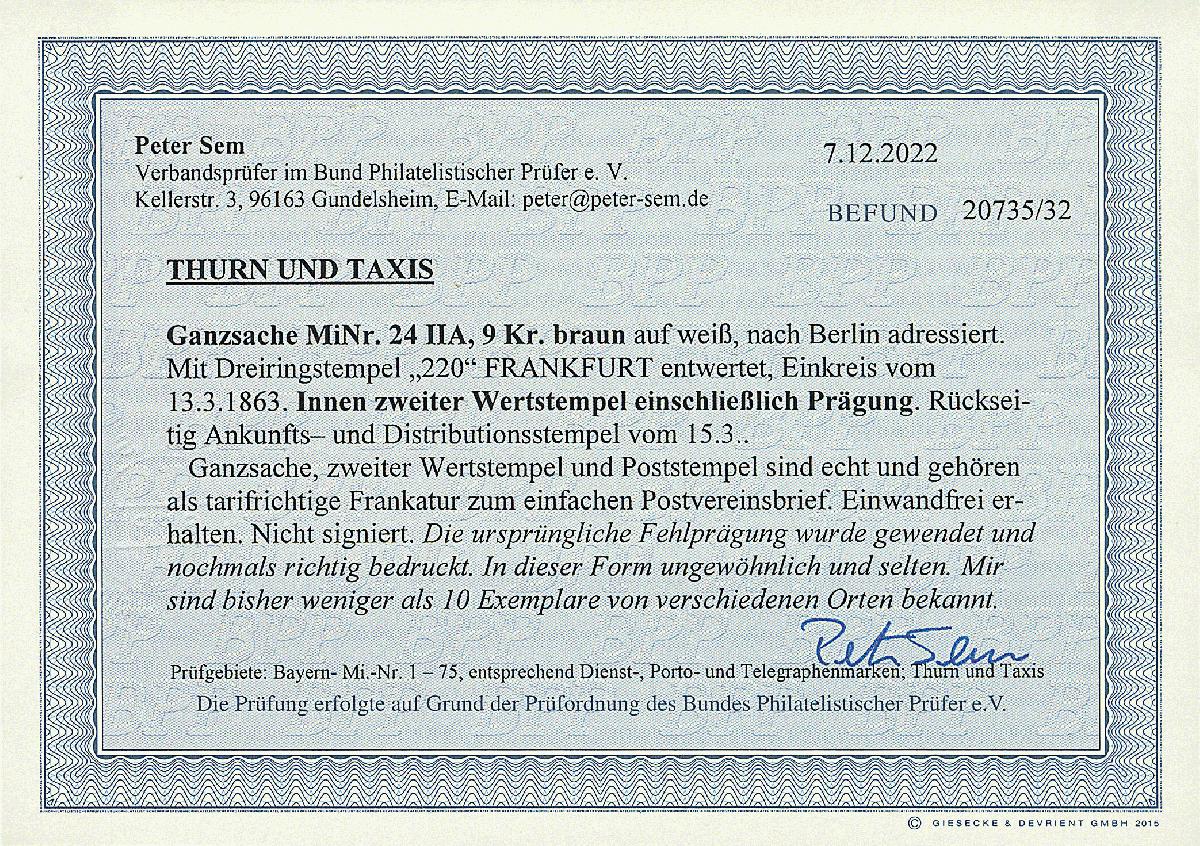 Peter Sem
Verbandsprüfer im Bund Philatelistischer Prüfer e. V.
Kellerstr. 3, 96163 Gundelsheim, E-Mail: peter@peter-sem.de
7.12.2022
BEFUND 20735/32
THURN UND TAXIS
Ganzsache MiNr. 24 IIA, 9 Kr. braun auf weiß, nach Berlin adressiert.
Mit Dreiringstempel „220“ FRANKFURT entwertet, Einkreis vom
13.3.1863. Innen zweiter Wertstempel einschließlich Prägung. Rücksei-
tig Ankunfts– und Distributionsstempel vom 15.3..
Ganzsache, zweiter Wertstempel und Poststempel sind echt und gehören
als tarifrichtige Frankatur zum einfachen Postvereinsbrief. Einwandfrei er-
halten. Nicht signiert. Die ursprüngliche Fehlprägung wurde gewendet und
nochmals richtig bedruckt. In dieser Form ungewöhnlich und selten. Mir
sind bisher weniger als 10 Exemplare von verschiedenen Orten bekannt.
Peter Sem
Prüfgebiete: Bayern- Mi.-Nr. 1 – 75, entsprechend Dienst-, Porto- und Telegraphenmarken; Thurn und Taxis
Die Prüfung erfolgte auf Grund der Prüfordnung des Bundes Philatelistischer Prüfer e.V.
© GIESECKE & DEVRIENT GMBH 2015